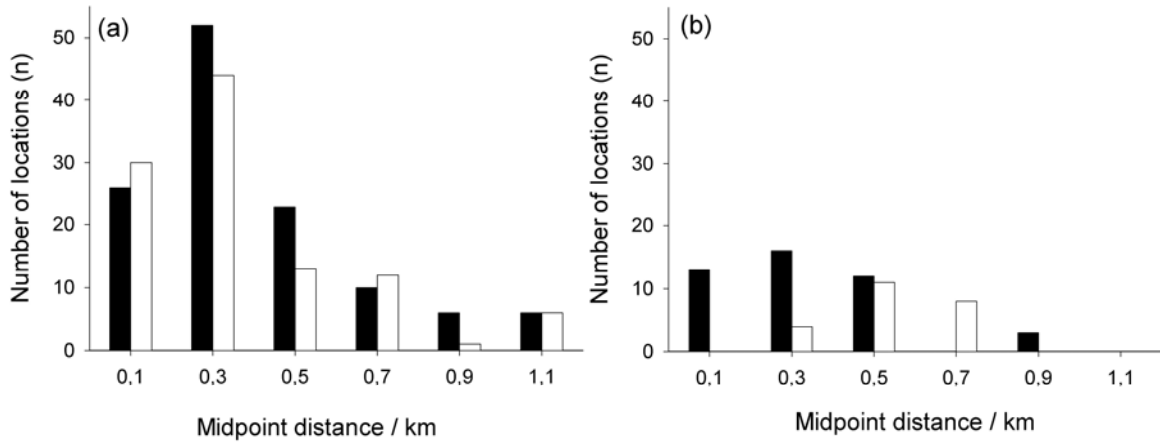 (a)
Number of locations (n)
50
40
30
20
10
0
0,1 0,3 0,5 0,7 0,9 1,1
Midpoint distance / km
(b)
Number of locations (n)
50
40
30
20
10
0
0,1 0,3 0,5 0,7 0,9 1,1
Midpoint distance / km